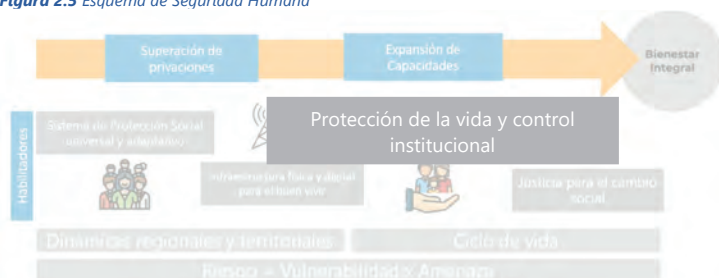 Figura 2.5 Esquema de Seguridad Humana
Superación de
privaciones
Expansión de
Capacidades
Bienestar
Integral
Habilitadores
Sistema de Protección Social
universal y adaptativo
Protección de la vida y control
institucional
Infraestructura física y digital
para el buen vivir
Justicia para el cambio
social
Dinámicas regionales y territoriales
Ciclo de vida
Riesgo = Vulnerabilidad x Amenaza